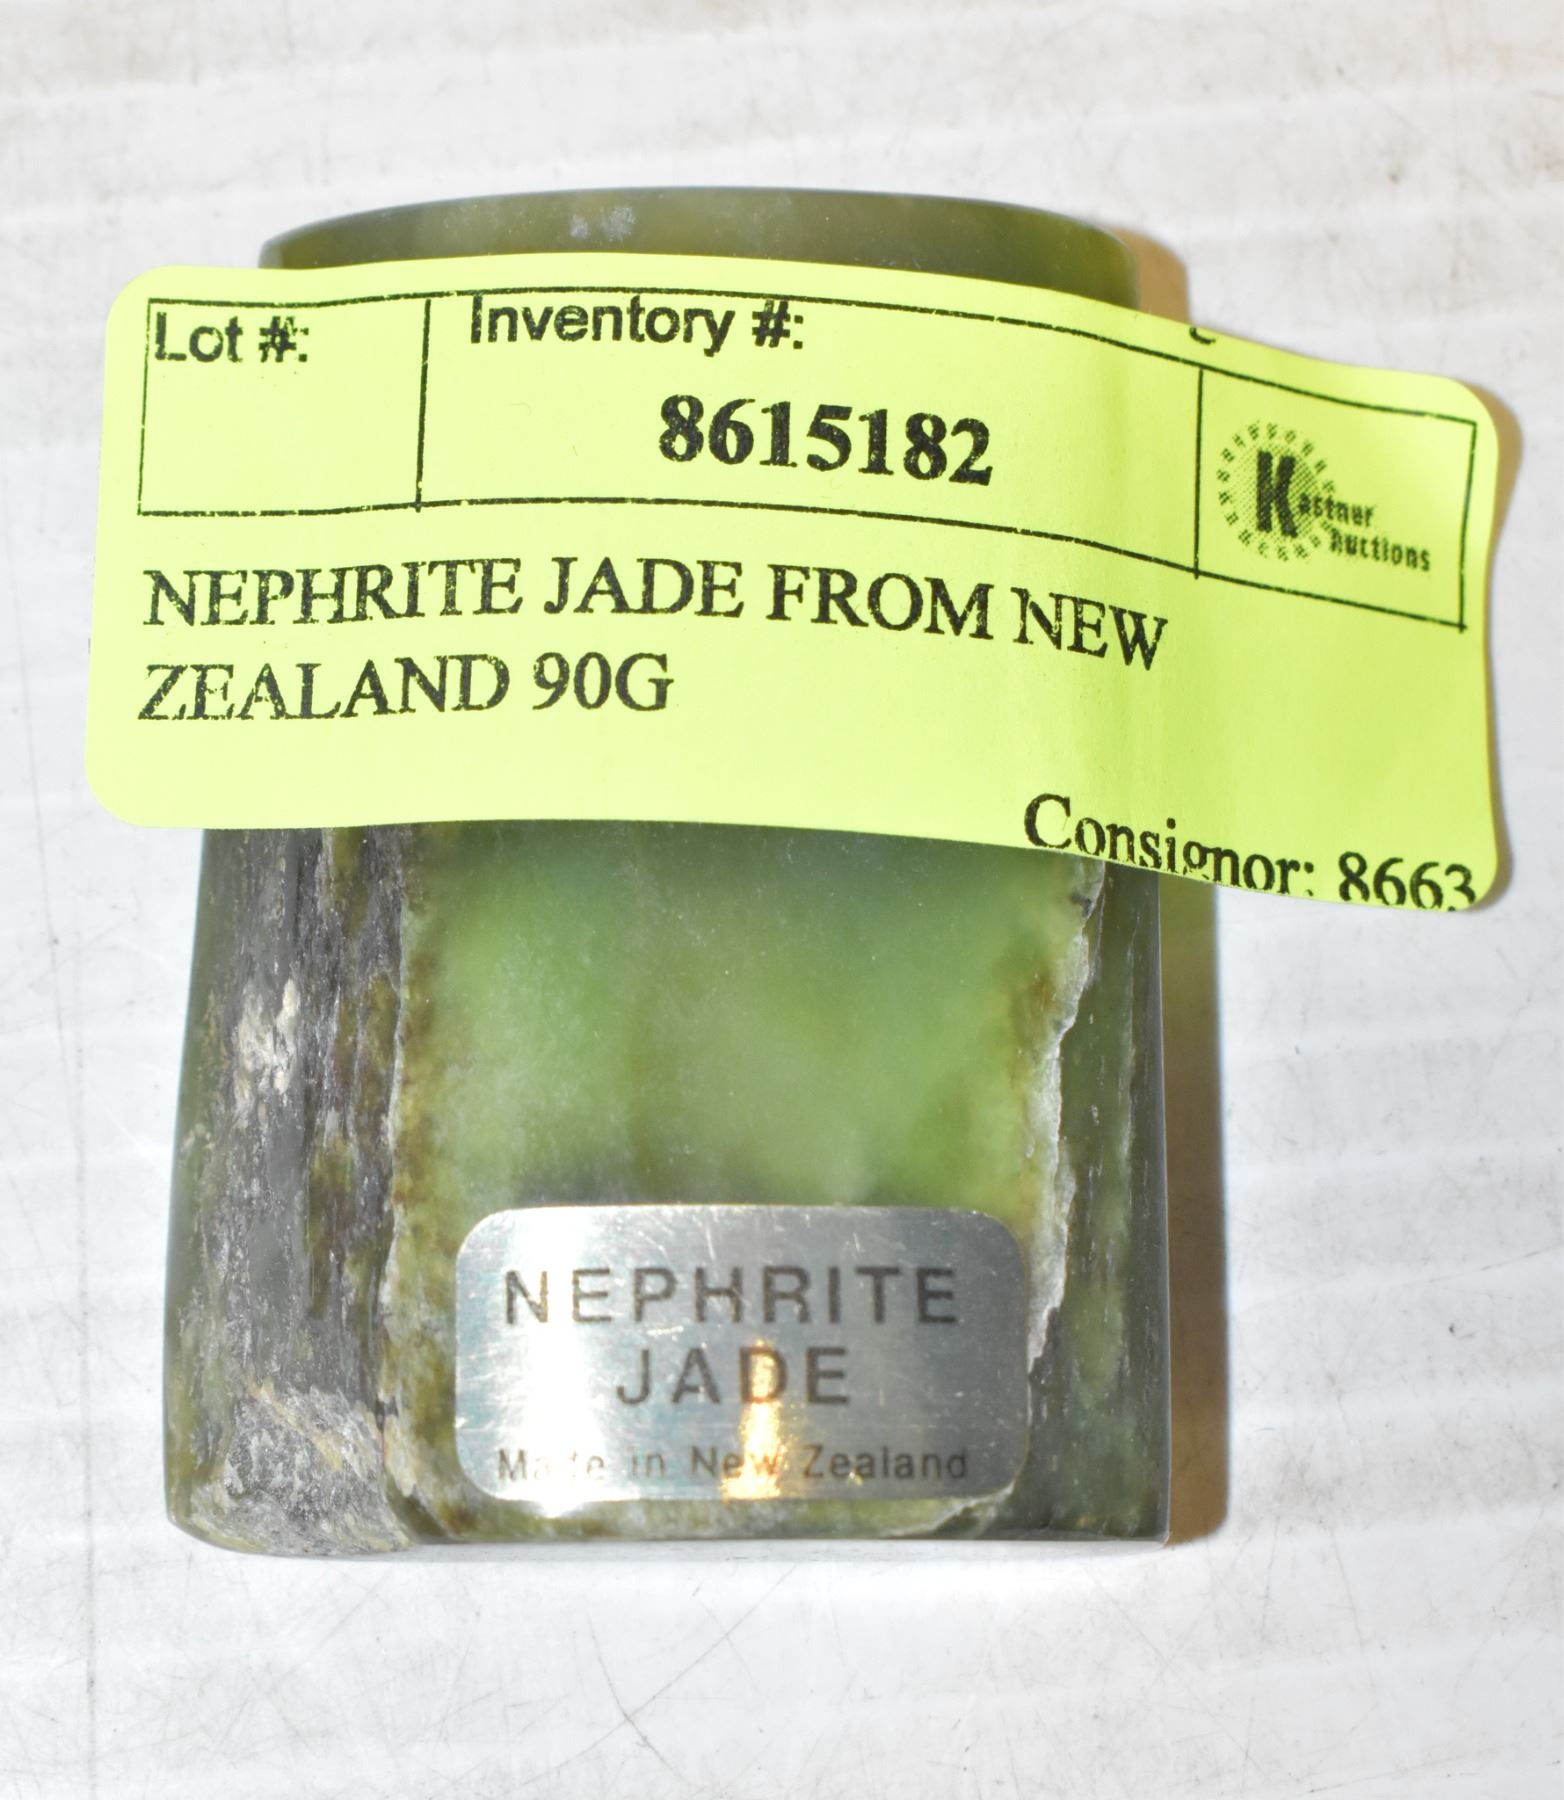 Lot #:
Inventory #:
8615182
Kastner
Auctions
NEPHRITE JADE FROM NEW
ZEALAND 90G
Consignor: 8663
NEPHRITE
JADE
Made in New Zealand